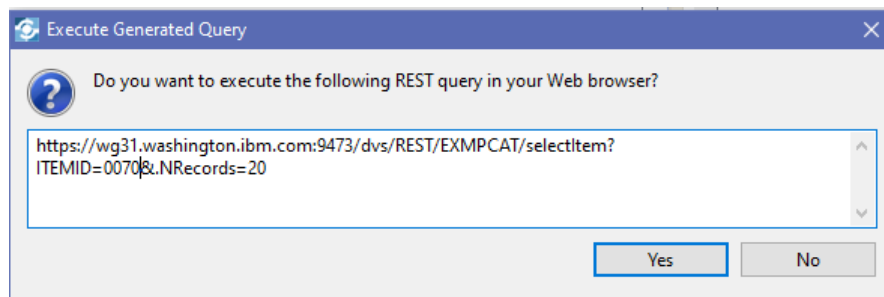 Execute Generated Query
Do you want to execute the following REST query in your Web browser?
https://wg31.washington.ibm.com:9473/dvs/REST/EXMPCAT/selectItem?
ITEMID=0070&.NRecords=20
Yes
No